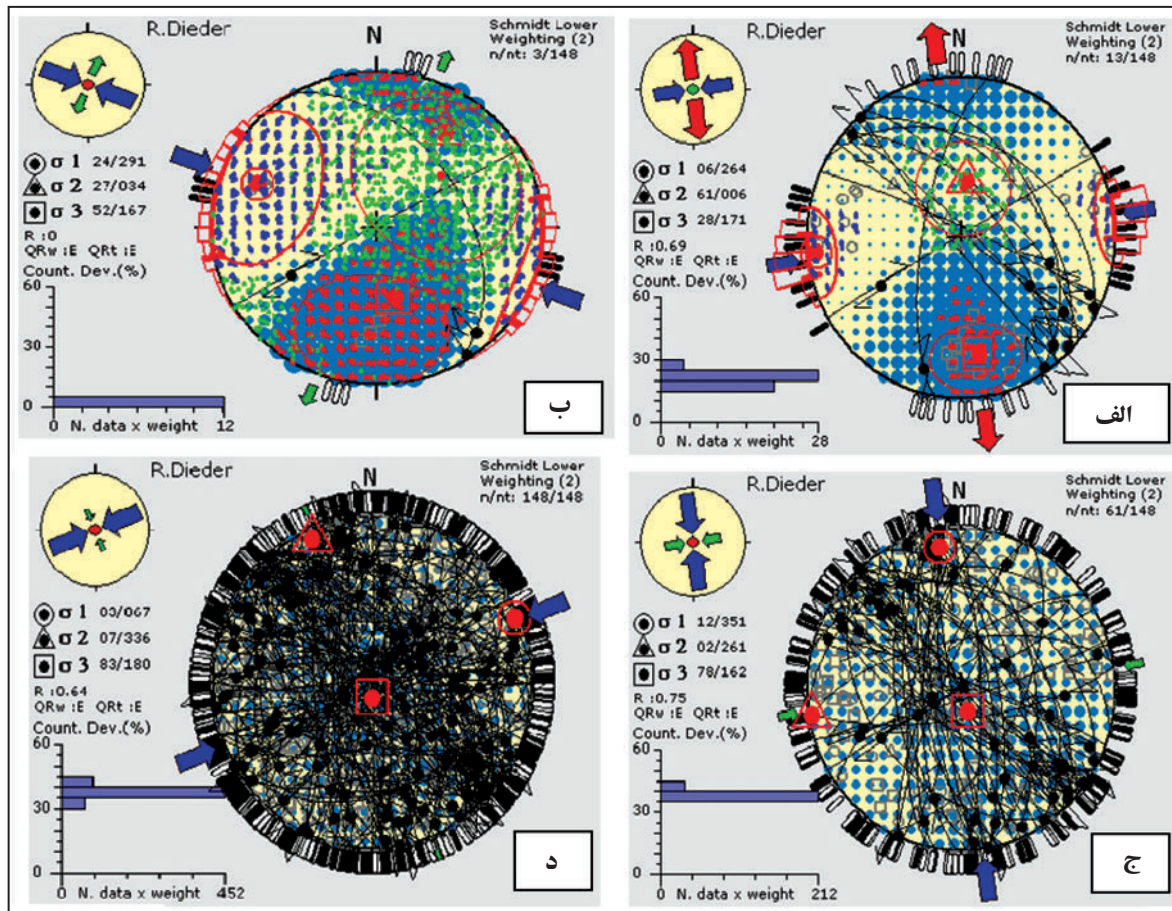 R.Dieder
N
Schmidt Lower
Weighting (2)
n/nt: 13/148
σ 1 06/264
σ 2 61/006
σ 3 28/171
R :0.69
QRw :E QRt :E
Count. Dev.(%)
60
30
0
0 N. data x weight 28
الف
R.Dieder
N
Schmidt Lower
Weighting (2)
n/nt: 3/148
σ 1 24/291
σ 2 27/034
σ 3 52/167
R :0
QRw :E QRt :E
Count. Dev.(%)
60
30
0
0 N. data x weight 12
ب
R.Dieder
N
Schmidt Lower
Weighting (2)
n/nt: 61/148
σ 1 12/351
σ 2 02/261
σ 3 78/162
R :0.75
QRw :E QRt :E
Count. Dev.(%)
60
30
0
0 N. data x weight 212
ج
R.Dieder
N
Schmidt Lower
Weighting (2)
n/nt: 148/148
σ 1 03/067
σ 2 07/336
σ 3 83/180
R :0.64
QRw :E QRt :E
Count. Dev.(%)
60
30
0
0 N. data x weight 452
د